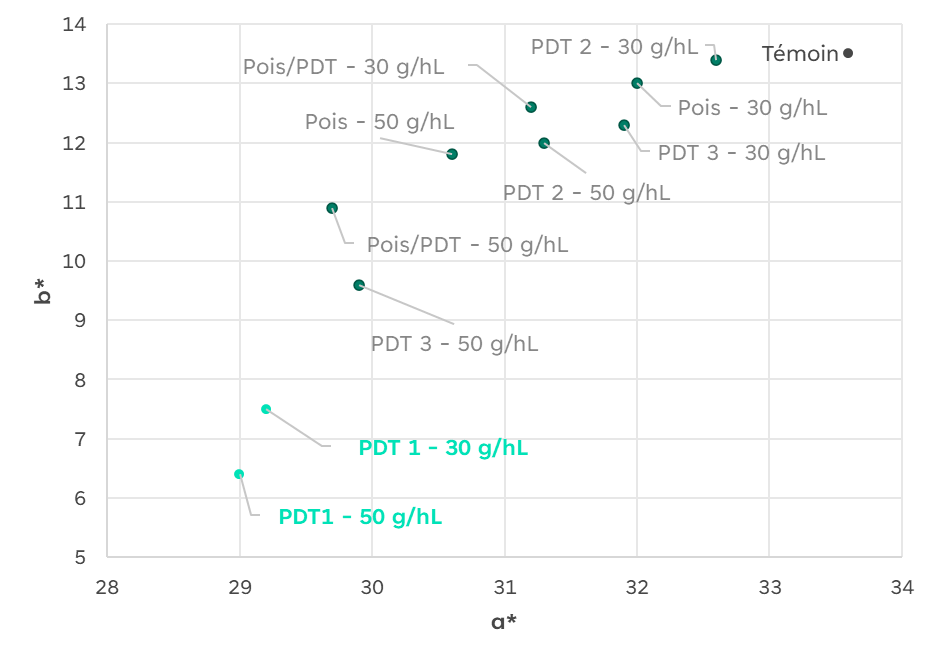 14
13
12
11
10
9
8
7
6
5
b*
PDT 2 - 30 g/hL
Témoin
Pois/PDT - 30 g/hL
Pois - 30 g/hL
Pois - 50 g/hL
PDT 3 - 30 g/hL
PDT 2 - 50 g/hL
Pois/PDT - 50 g/hL
PDT 3 - 50 g/hL
PDT 1 - 30 g/hL
PDT1 - 50 g/hL
28 29 30 31 32 33 34
a*